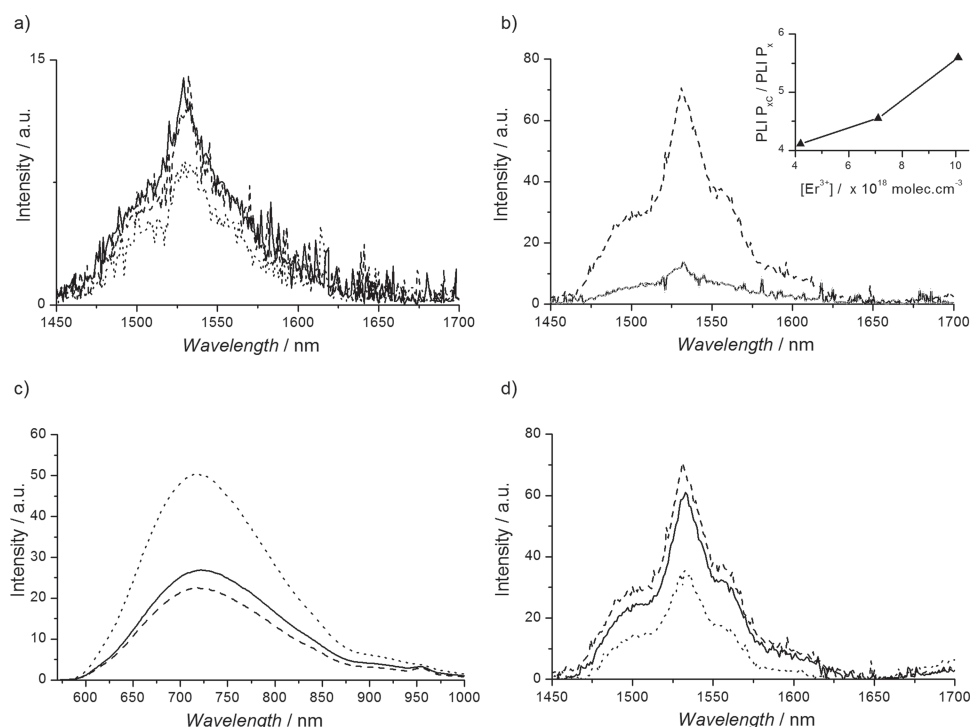 a)
15
0
Intensity / a.u.
1450 1500 1550 1600 1650 1700
Wavelength / nm
b)
80
60
40
20
0
Intensity / a.u.
1450 1500 1550 1600 1650 1700
Wavelength / nm
6
5
4
PLI PxC / PLI Px
4 6 8 10
[Er3+] / x 10^18 molec.cm-3
c)
60
50
40
30
20
10
0
Intensity / a.u.
600 650 700 750 800 850 900 950 1000
Wavelength / nm
d)
80
60
40
20
0
Intensity / a.u.
1450 1500 1550 1600 1650 1700
Wavelength / nm